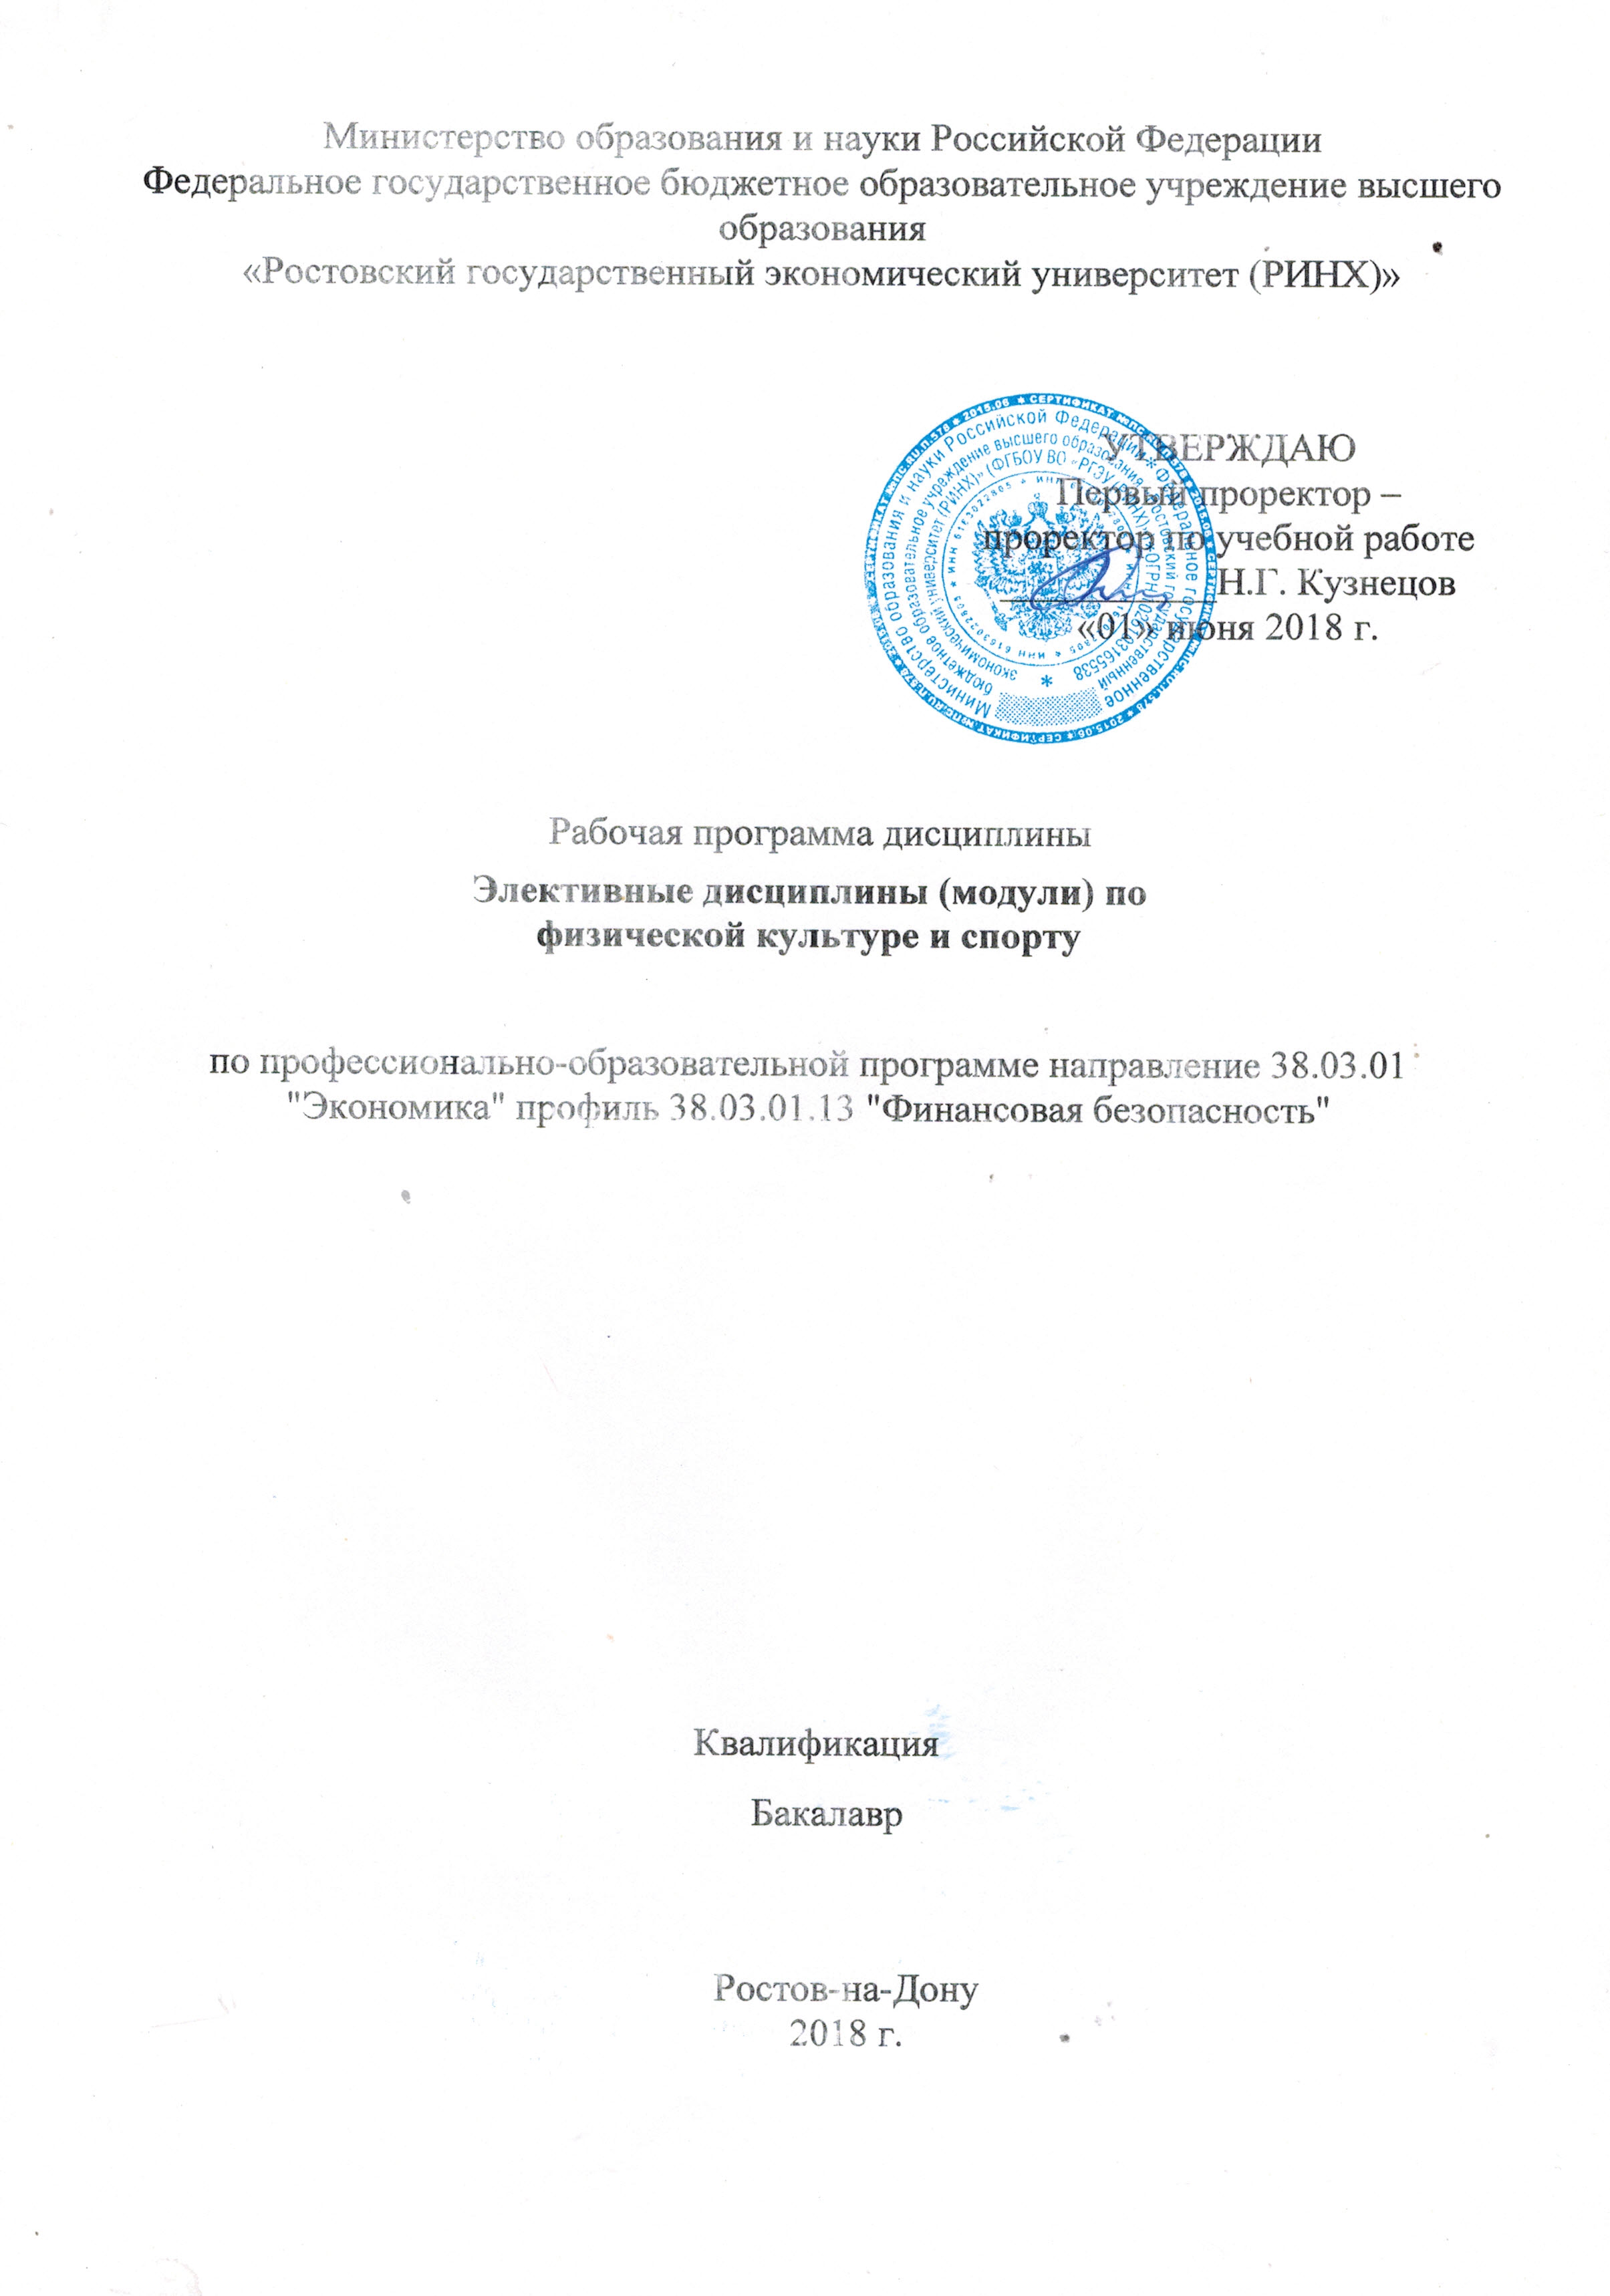 Министерство образования и науки Российской Федерации
Федеральное государственное бюджетное образовательное учреждение высшего
образования
«Ростовский государственный экономический университет (РИНХ)»
УТВЕРЖДАЮ
Первый проректор –
проректор по учебной работе
Н.Г. Кузнецов
«01» июня 2018 г.
Рабочая программа дисциплины
Элективные дисциплины (модули) по
физической культуре и спорту
по профессионально-образовательной программе направление 38.03.01
"Экономика" профиль 38.03.01.13 "Финансовая безопасность"
Квалификация
Бакалавр
Ростов-на-Дону
2018 г.